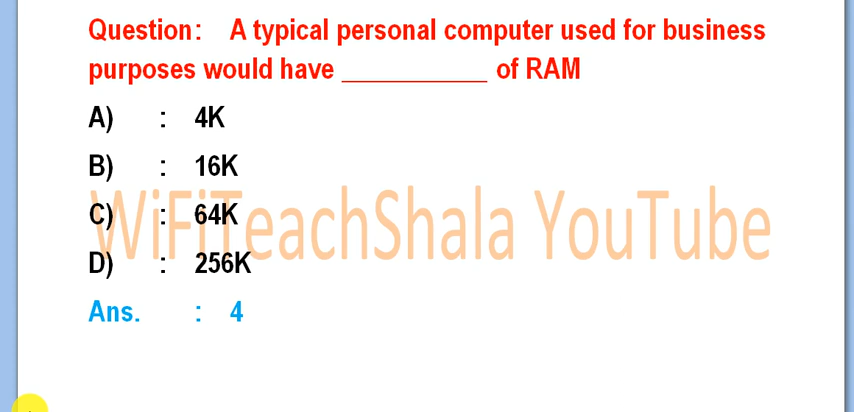 Question: A typical personal computer used for business
purposes would have __________ of RAM
A) : 4K
B) : 16K
C) : 64K
D) : 256K
WiFiTeachShala YouTube
Ans. : 4